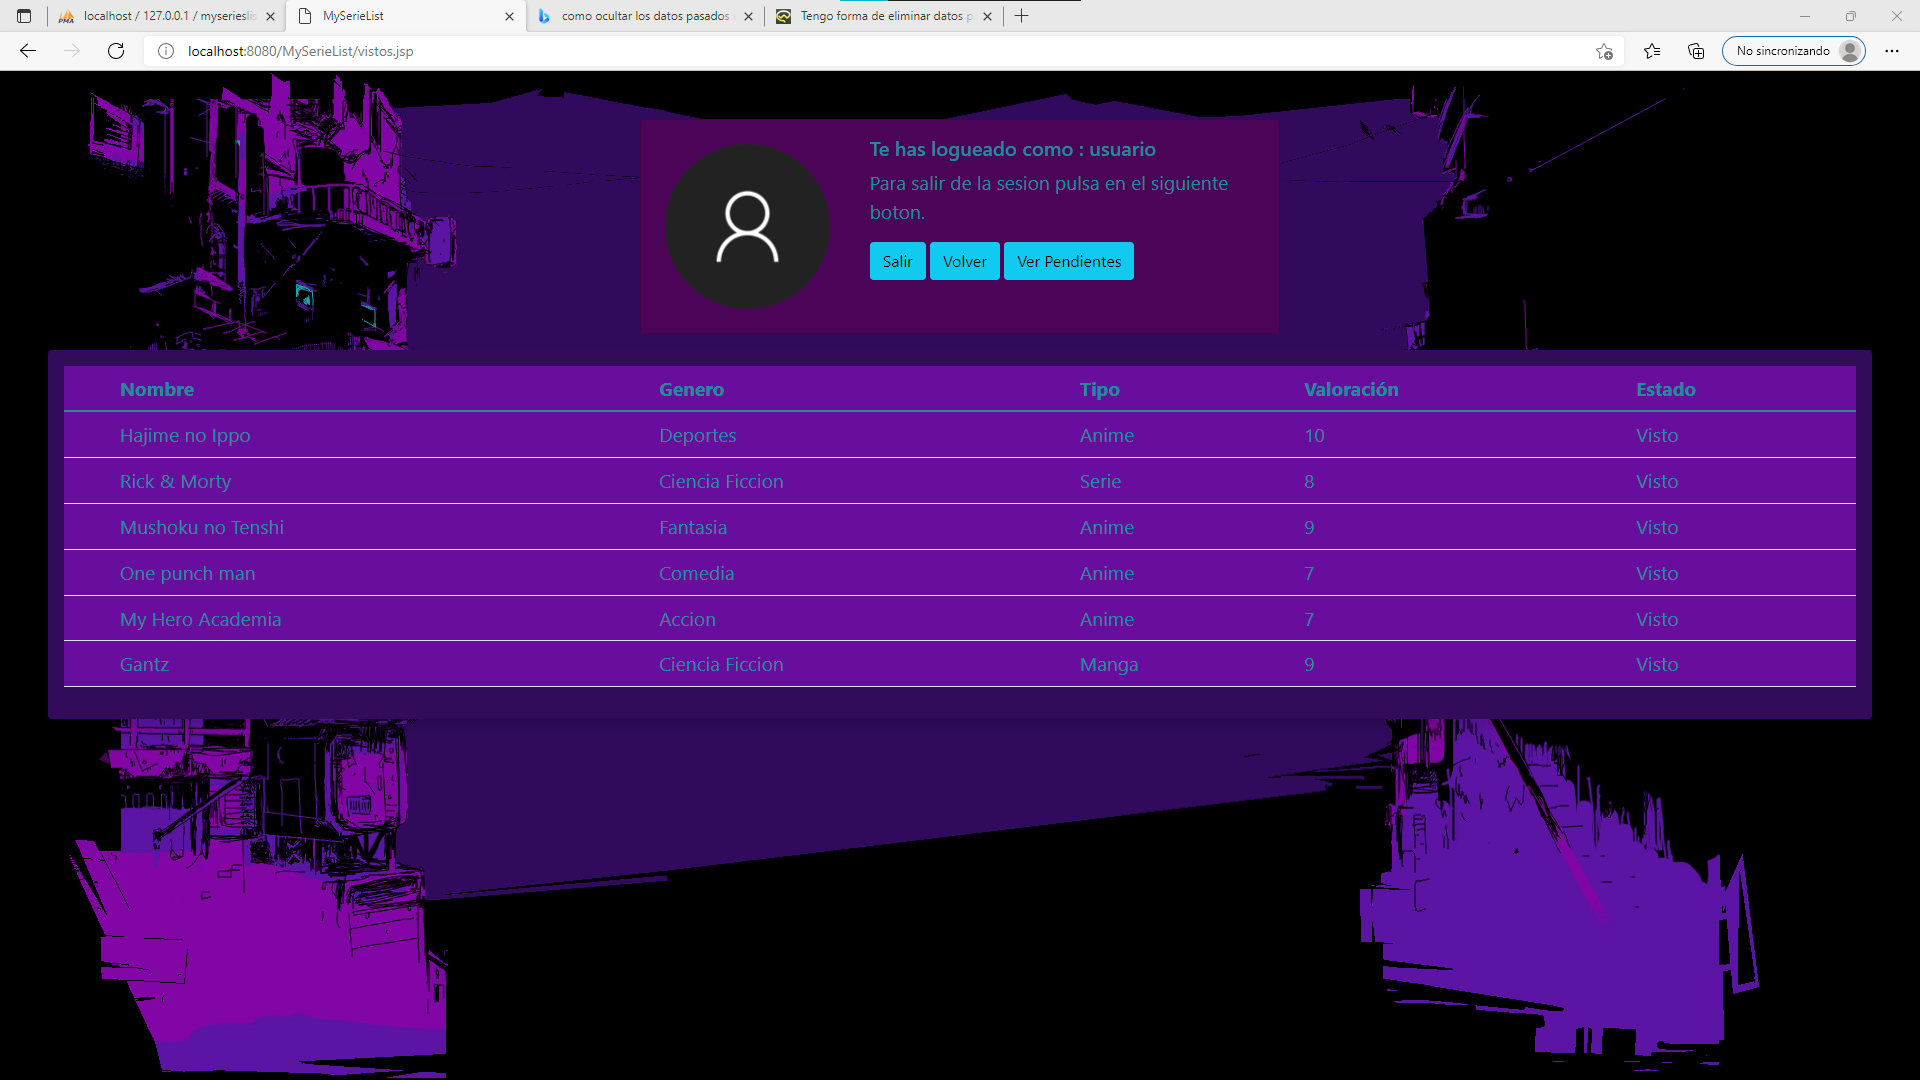 localhost / 127.0.0.1 / myserieslis
MySerieList
como ocultar los datos pasados
Tengo forma de eliminar datos p
localhost:8080/MySerieList/vistos.jsp
No sincronizando
Te has logueado como : usuario
Para salir de la sesion pulsa en el siguiente
boton.
Salir Volver Ver Pendientes
Nombre Genero Tipo Valoración Estado
Hajime no Ippo Deportes Anime 10 Visto
Rick & Morty Ciencia Ficcion Serie 8 Visto
Mushoku no Tenshi Fantasia Anime 9 Visto
One punch man Comedia Anime 7 Visto
My Hero Academia Accion Anime 7 Visto
Gantz Ciencia Ficcion Manga 9 Visto